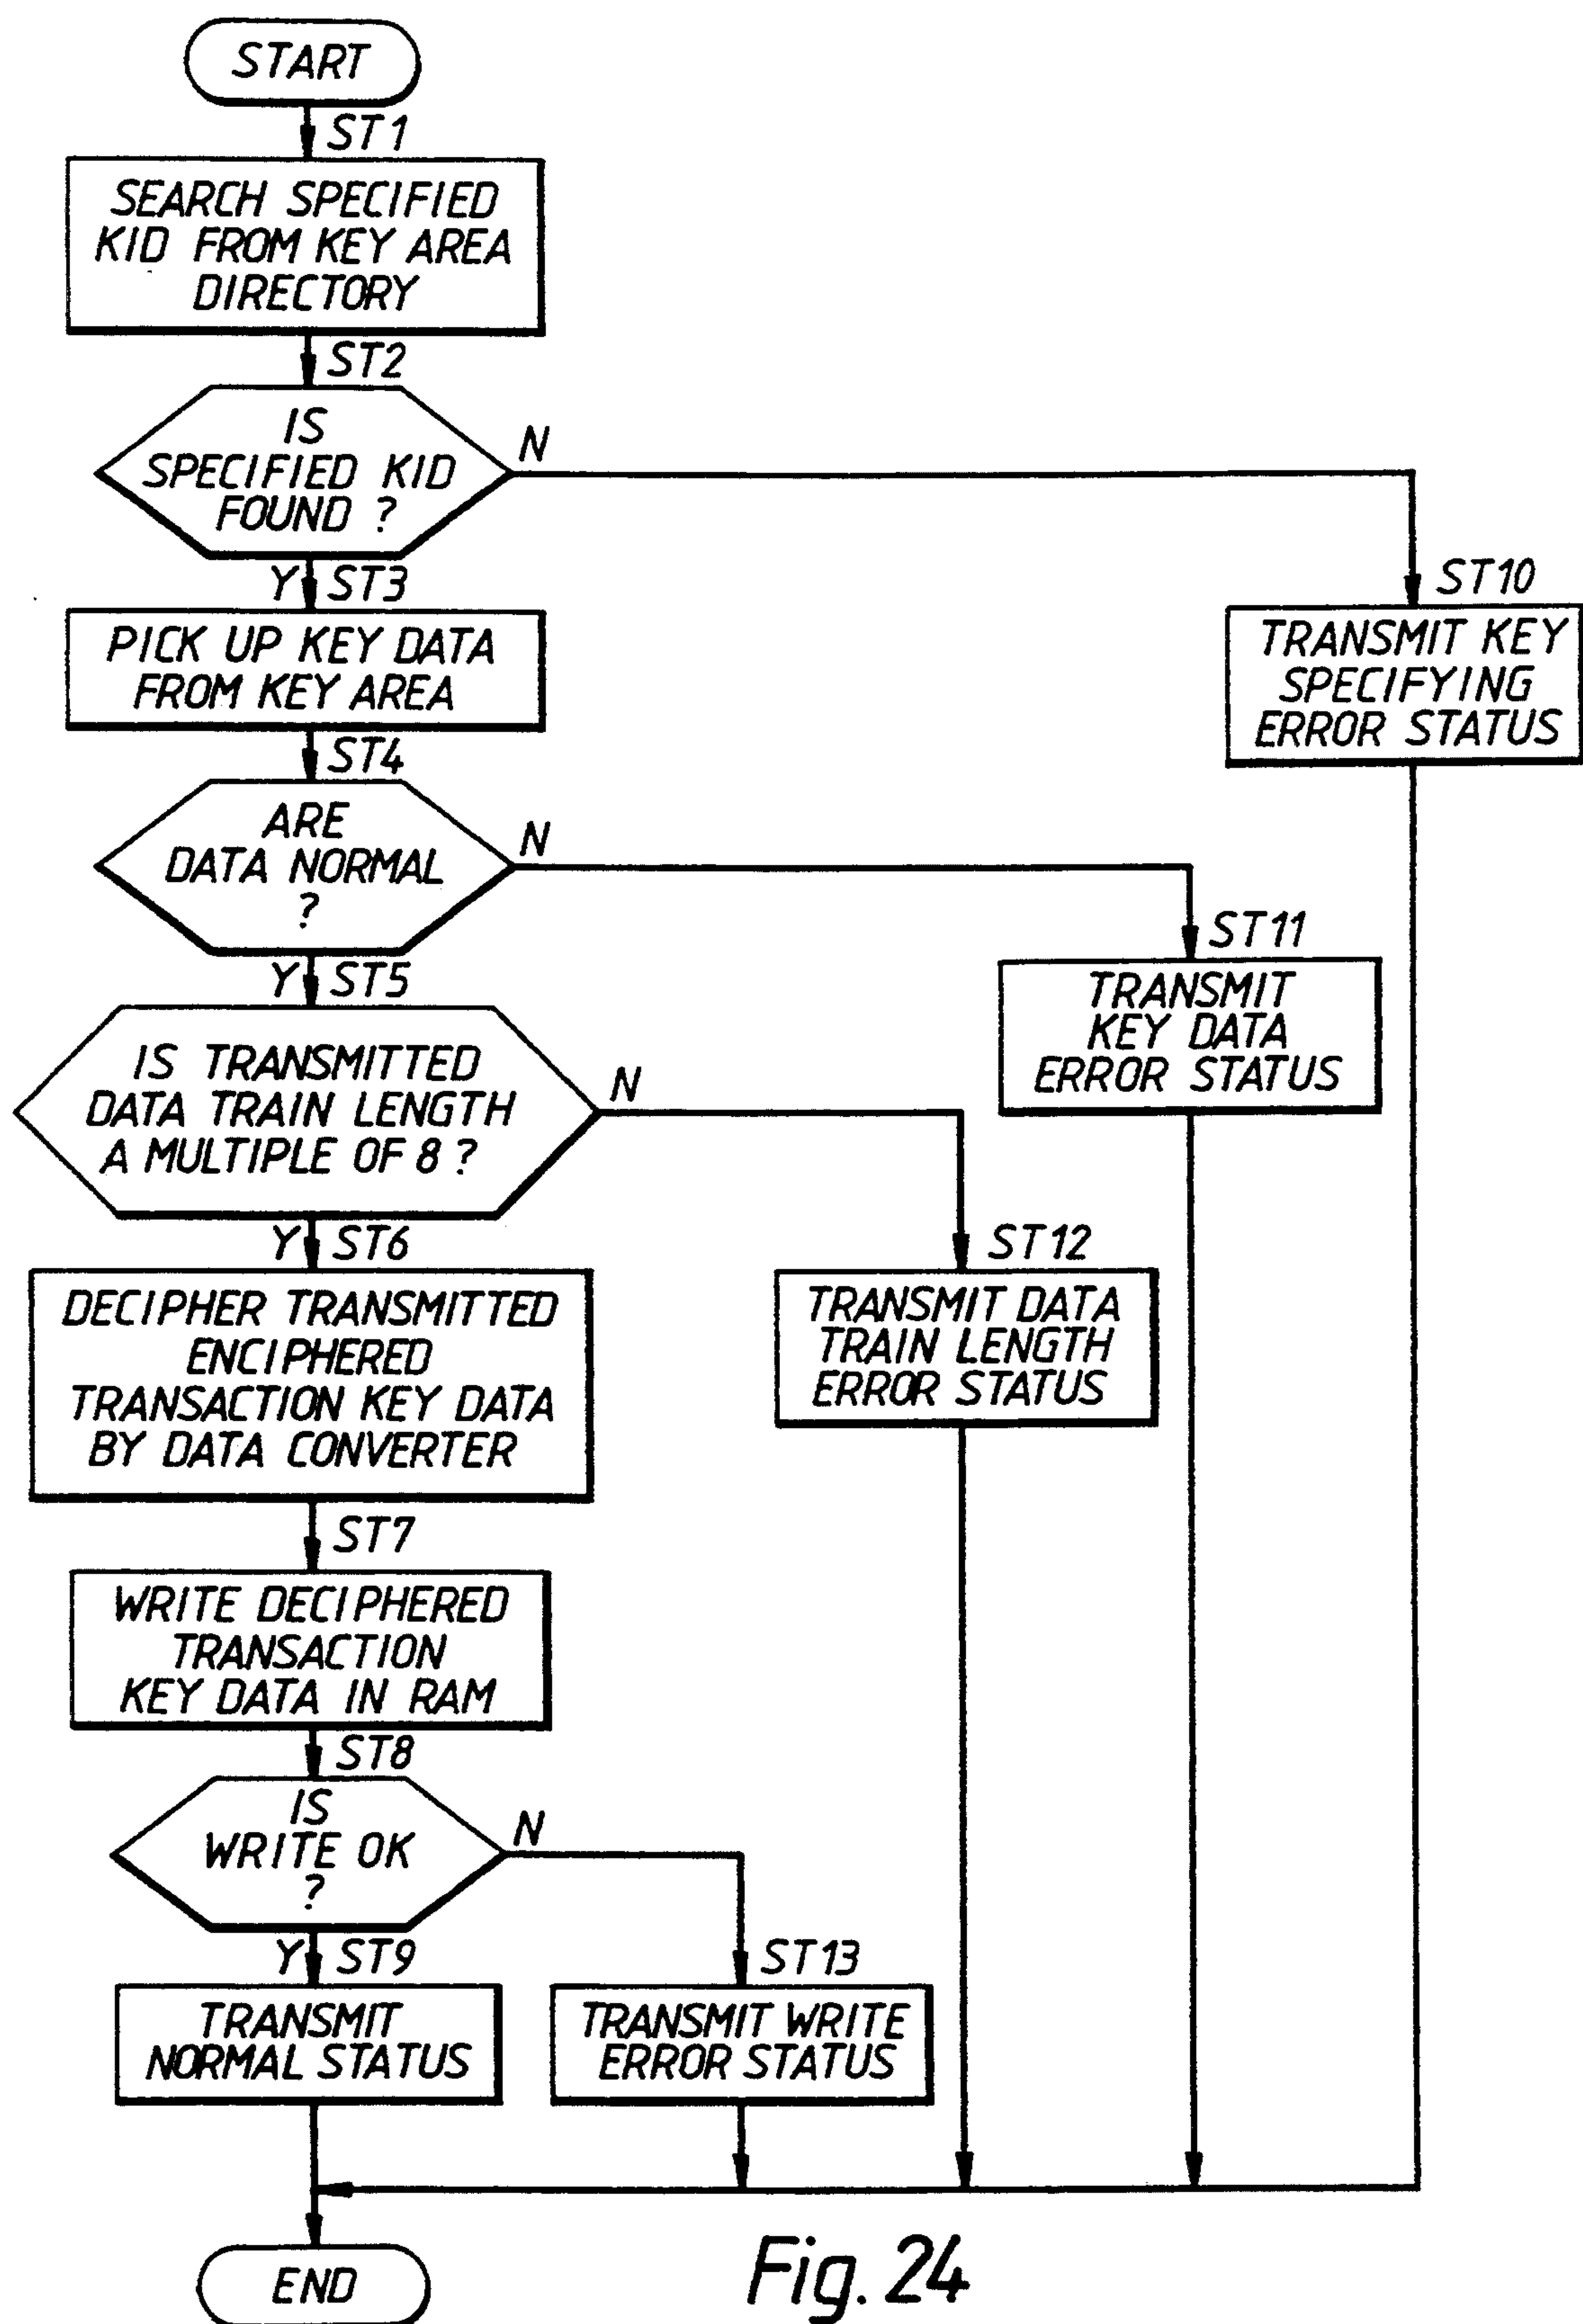 START
ST1
SEARCH SPECIFIED
KID FROM KEY AREA
DIRECTORY
ST2
IS
SPECIFIED KID
FOUND ?
N
Y ST3
ST10
PICK UP KEY DATA
FROM KEY AREA
TRANSMIT KEY
SPECIFYING
ERROR STATUS
ST4
ARE
DATA NORMAL
?
N
Y ST5
ST11
TRANSMIT
KEY DATA
ERROR STATUS
IS TRANSMITTED
DATA TRAIN LENGTH
A MULTIPLE OF 8 ?
N
Y ST6
ST12
DECIPHER TRANSMITTED
ENCIPHERED
TRANSACTION KEY DATA
BY DATA CONVERTER
TRANSMIT DATA
TRAIN LENGTH
ERROR STATUS
ST7
WRITE DECIPHERED
TRANSACTION
KEY DATA IN RAM
ST8
IS
WRITE OK
?
N
Y ST9
ST13
TRANSMIT
NORMAL STATUS
TRANSMIT WRITE
ERROR STATUS
END
Fig. 24